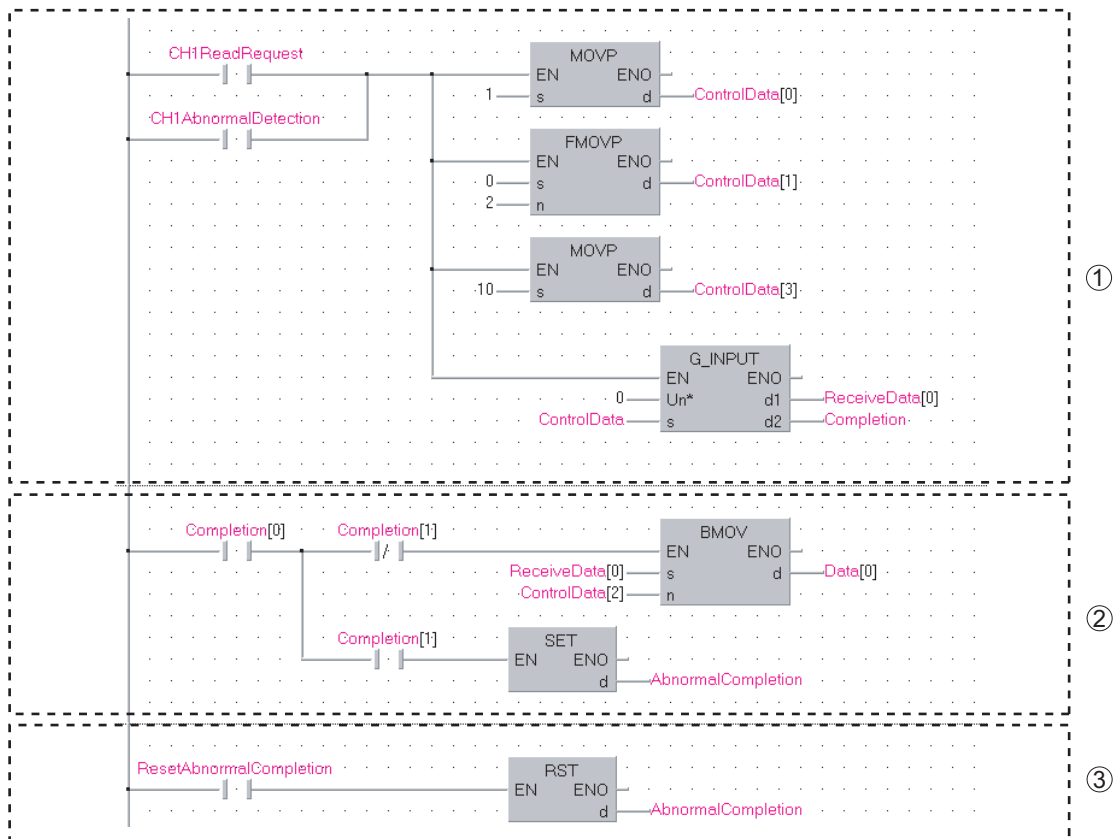 CH1ReadRequest
MOVP
EN ENO
1 s d ControlData[0]
CH1AbnormalDetection
FMOVP
EN ENO
0 s d ControlData[1]
2 n
MOVP
EN ENO
10 s d ControlData[3]
①
G_INPUT
EN ENO
0 Un* d1 ReceiveData[0]
ControlData s d2 Completion
Completion[0] Completion[1] BMOV
EN ENO
ReceiveData[0] s d Data[0]
ControlData[2] n
②
Completion[1] SET
EN ENO
d AbnormalCompletion
ResetAbnormalCompletion RST
③
EN ENO
d AbnormalCompletion